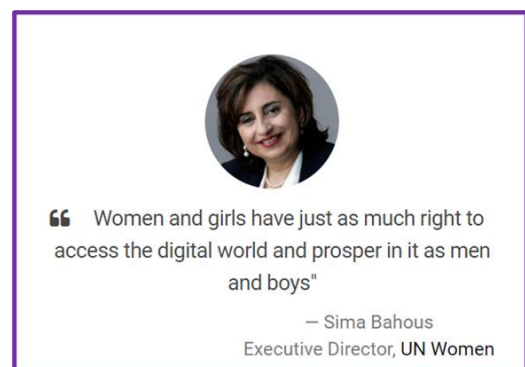 “ Women and girls have just as much right to
access the digital world and prosper in it as men
and boys"
— Sima Bahous
Executive Director, UN Women